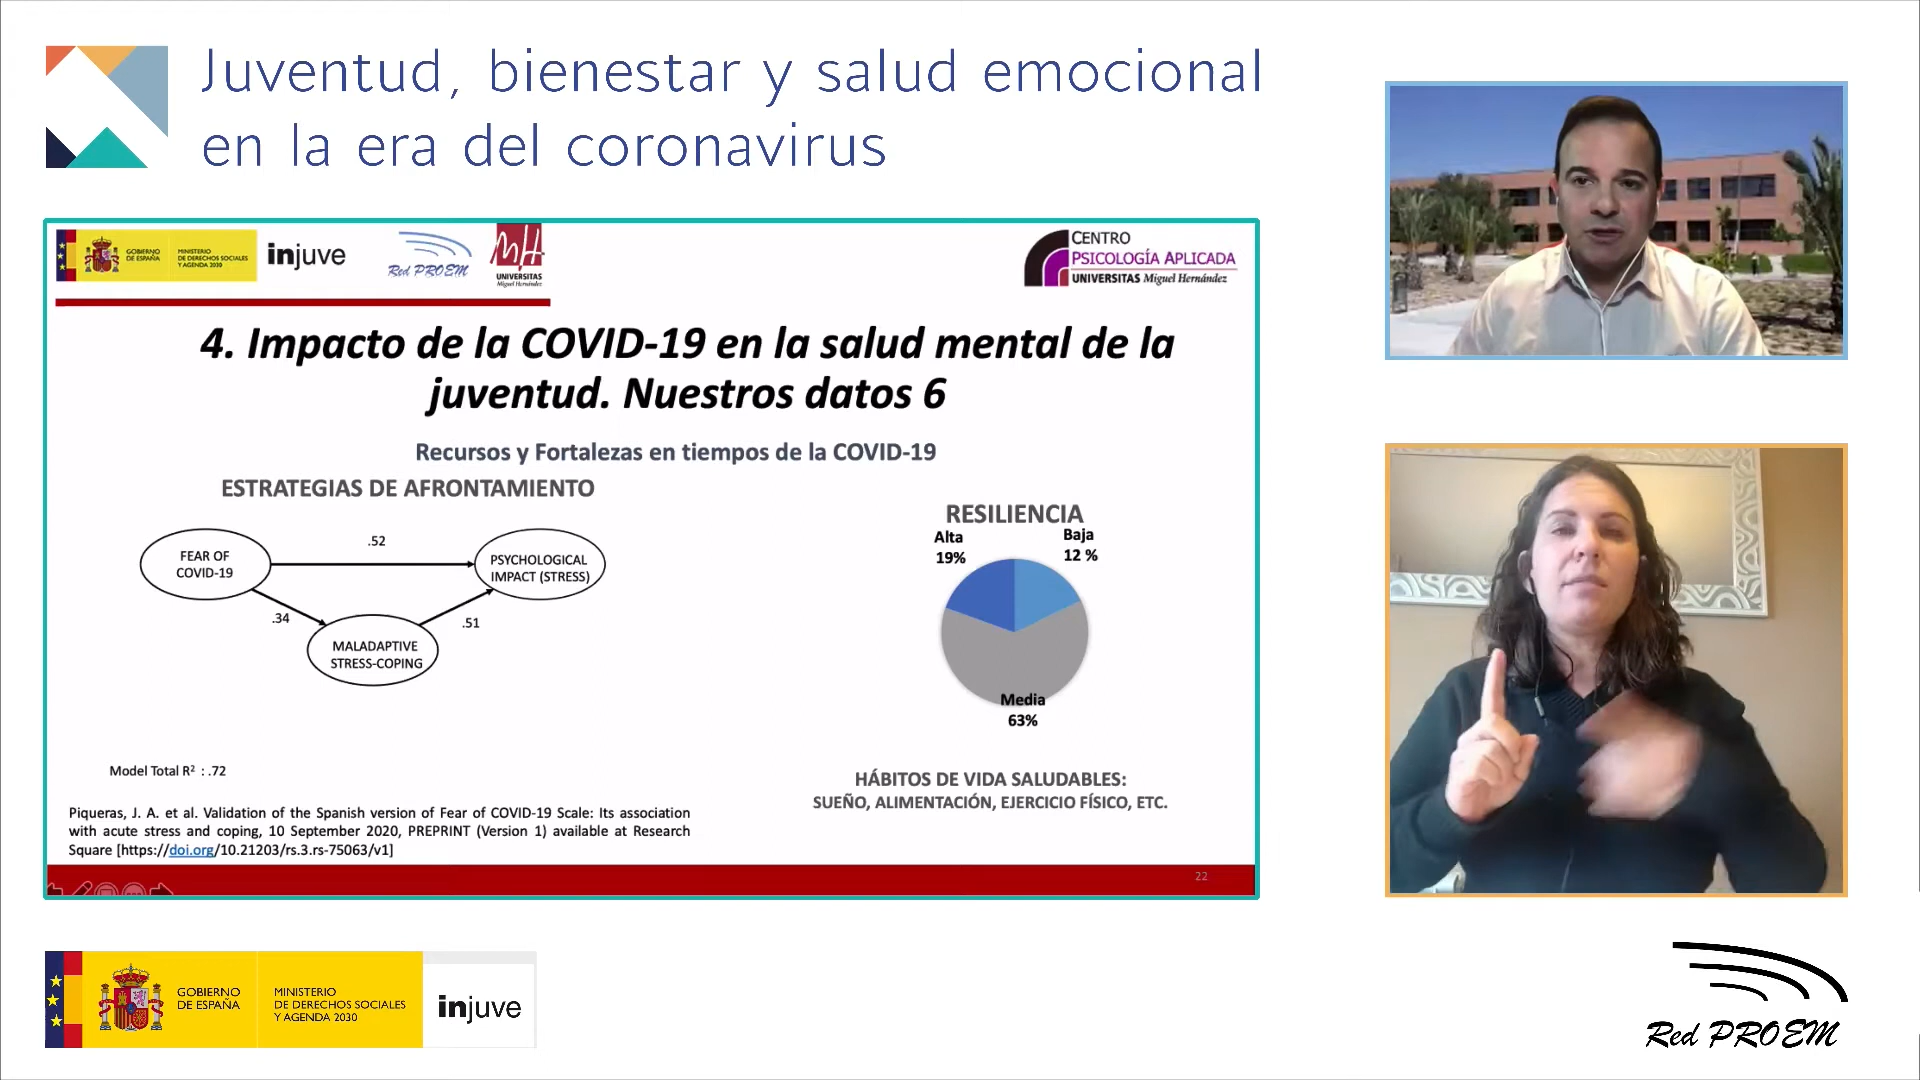 Juventud, bienestar y salud emocional
en la era del coronavirus
GOBIERNO
DE ESPAÑA
MINISTERIO
DE DERECHOS SOCIALES
Y AGENDA 2030
injuve
Red PROEM
UNIVERSITAS
Miguel Hernández
CENTRO
PSICOLOGÍA APLICADA
UNIVERSITAS Miguel Hernández
4. Impacto de la COVID-19 en la salud mental de la
juventud. Nuestros datos 6
Recursos y Fortalezas en tiempos de la COVID-19
ESTRATEGIAS DE AFRONTAMIENTO
FEAR OF
COVID-19
.52
PSYCHOLOGICAL
IMPACT (STRESS)
.34
.51
MALADAPTIVE
STRESS-COPING
RESILIENCIA
Alta
19%
Baja
12 %
Media
63%
Model Total R² : .72
HÁBITOS DE VIDA SALUDABLES:
SUEÑO, ALIMENTACIÓN, EJERCICIO FÍSICO, ETC.
Piqueras, J. A. et al. Validation of the Spanish version of Fear of COVID-19 Scale: Its association
with acute stress and coping, 10 September 2020, PREPRINT (Version 1) available at Research
Square [https://doi.org/10.21203/rs.3.rs-75063/v1]
22
GOBIERNO
DE ESPAÑA
MINISTERIO
DE DERECHOS SOCIALES
Y AGENDA 2030
injuve
Red PROEM